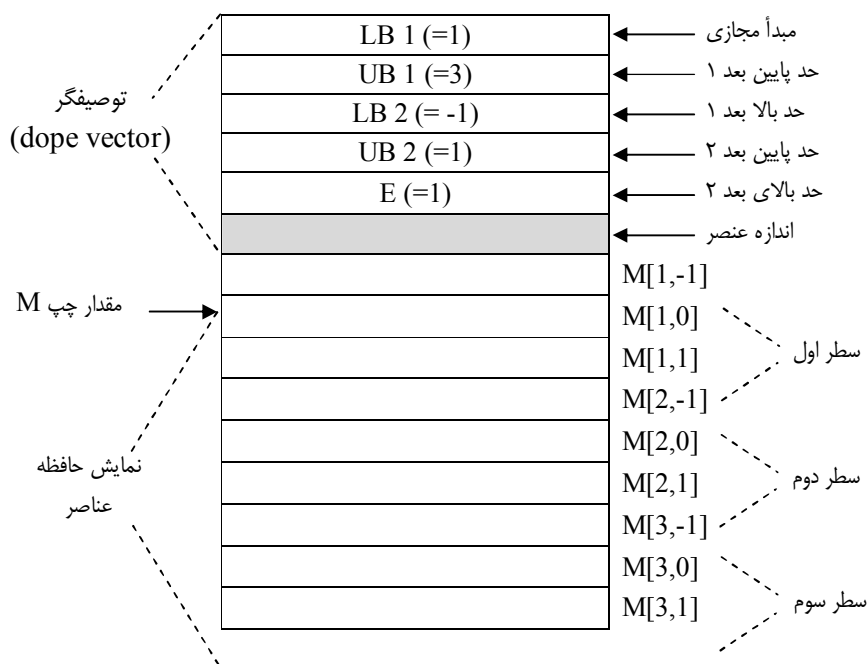 LB 1 (=1)
مبدأ مجازی
UB 1 (=3)
حد پایین بعد ۱
LB 2 (= -1)
حد بالا بعد ۱
توصیفگر
(dope vector)
UB 2 (=1)
حد پایین بعد ۲
E (=1)
حد بالای بعد ۲
اندازه عنصر
M[1,-1]
مقدار چپ M
M[1,0]
M[1,1]
سطر اول
M[2,-1]
M[2,0]
نمایش حافظه
عناصر
M[2,1]
سطر دوم
M[3,-1]
M[3,0]
M[3,1]
سطر سوم